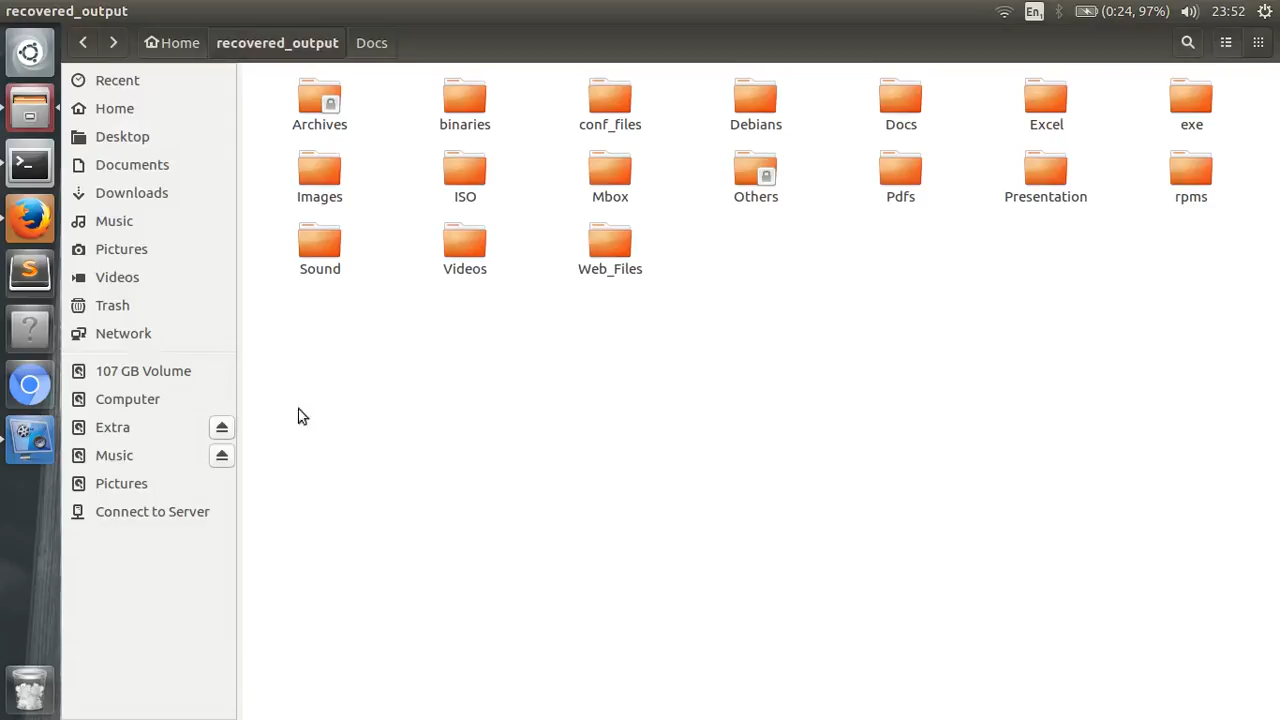 recovered_output
En1 (0:24, 97%) 23:52
Home recovered_output Docs
Recent
Home
Desktop
Documents
Downloads
Music
Pictures
Videos
Trash
Network
107 GB Volume
Computer
Extra
Music
Pictures
Connect to Server
Archives binaries conf_files Debians Docs Excel exe
Images ISO Mbox Others Pdfs Presentation rpms
Sound Videos Web_Files